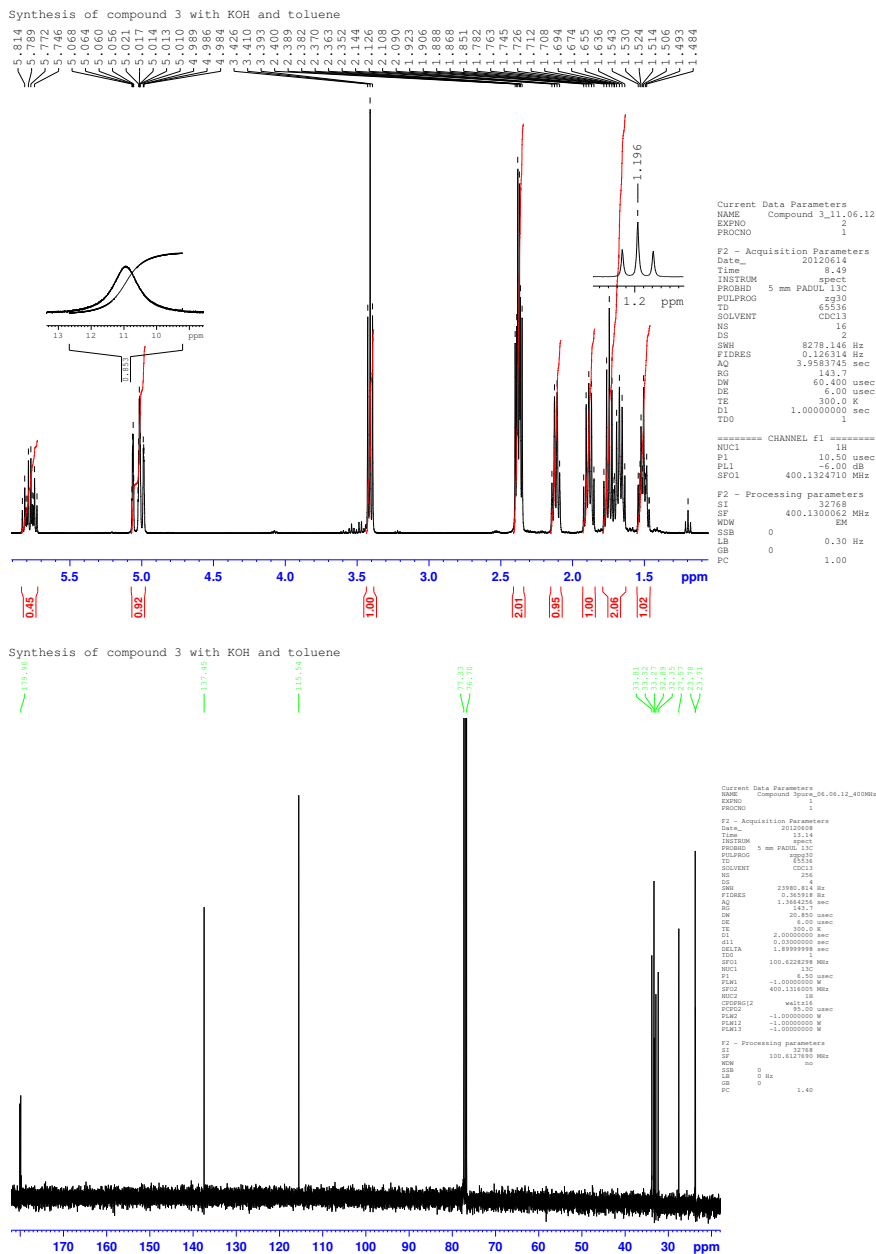 Synthesis of compound 3 with KOH and toluene
5.814
5.789
5.772
5.746
5.068
5.064
5.060
5.056
5.021
5.017
5.014
5.013
5.010
4.989
4.986
4.984
3.426
3.410
3.393
2.400
2.389
2.382
2.370
2.363
2.352
2.144
2.126
2.108
2.090
1.923
1.906
1.888
1.868
1.851
1.782
1.763
1.745
1.726
1.712
1.708
1.694
1.674
1.655
1.636
1.543
1.530
1.524
1.514
1.506
1.493
1.484
1.196
1.2 ppm
13 12 11 10 ppm
0.883
Current Data Parameters
NAME Compound 3_11.06.12
EXPNO 2
PROCNO 1
F2 - Acquisition Parameters
Date_ 20120614
Time 8.49
INSTRUM spect
PROBHD 5 mm PADUL 13C
PULPROG zg30
TD 65536
SOLVENT CDCl3
NS 16
DS 2
SWH 8278.146 Hz
FIDRES 0.126314 Hz
AQ 3.9583745 sec
RG 143.7
DW 60.400 usec
DE 6.00 usec
TE 300.0 K
D1 1.00000000 sec
TD0 1
======== CHANNEL f1 ========
NUC1 1H
P1 10.50 usec
PL1 -6.00 dB
SFO1 400.1324710 MHz
F2 - Processing parameters
SI 32768
SF 400.1300062 MHz
WDW EM
SSB 0
LB 0.30 Hz
GB 0
PC 1.00
5.5 5.0 4.5 4.0 3.5 3.0 2.5 2.0 1.5 ppm
0.45 0.92 1.00 2.01 0.95 1.00 2.06 1.02
Synthesis of compound 3 with KOH and toluene
179.90
137.45
115.54
77.33
76.70
33.81
33.32
33.27
32.89
32.35
27.57
23.78
23.71
Current Data Parameters
NAME Compound 3pure_06.06.12_400MHz
EXPNO 1
PROCNO 1
F2 - Acquisition Parameters
Date_ 20120608
Time 13.14
INSTRUM spect
PROBHD 5 mm PADUL 13C
PULPROG zgpg30
TD 65536
SOLVENT CDCl3
NS 256
DS 4
SWH 23980.814 Hz
FIDRES 0.365918 Hz
AQ 1.3664256 sec
RG 143.7
DW 20.850 usec
DE 6.00 usec
TE 300.0 K
D1 2.00000000 sec
d11 0.03000000 sec
DELTA 1.89999998 sec
TD0 1
SFO1 100.6228298 MHz
NUC1 13C
P1 6.50 usec
PLW1 -1.00000000 W
SFO2 400.1316005 MHz
NUC2 1H
CPDPRG[2 waltz16
PCPD2 95.00 usec
PLW2 -1.00000000 W
PLW12 -1.00000000 W
PLW13 -1.00000000 W
F2 - Processing parameters
SI 32768
SF 100.6127690 MHz
WDW no
SSB 0
LB 0 Hz
GB 0
PC 1.40
170 160 150 140 130 120 110 100 90 80 70 60 50 40 30 ppm